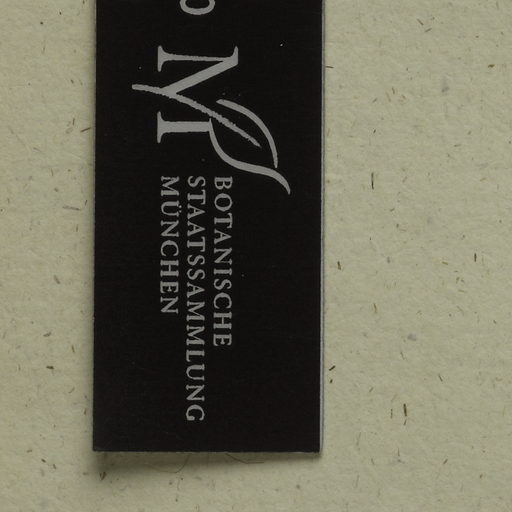 M
BOTANISCHE
STAATSSAMMLUNG
MÜNCHEN